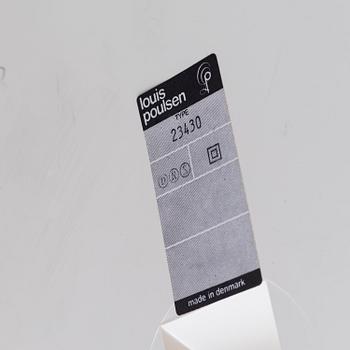 louis
poulsen
TYPE
23430
D R S
made in denmark